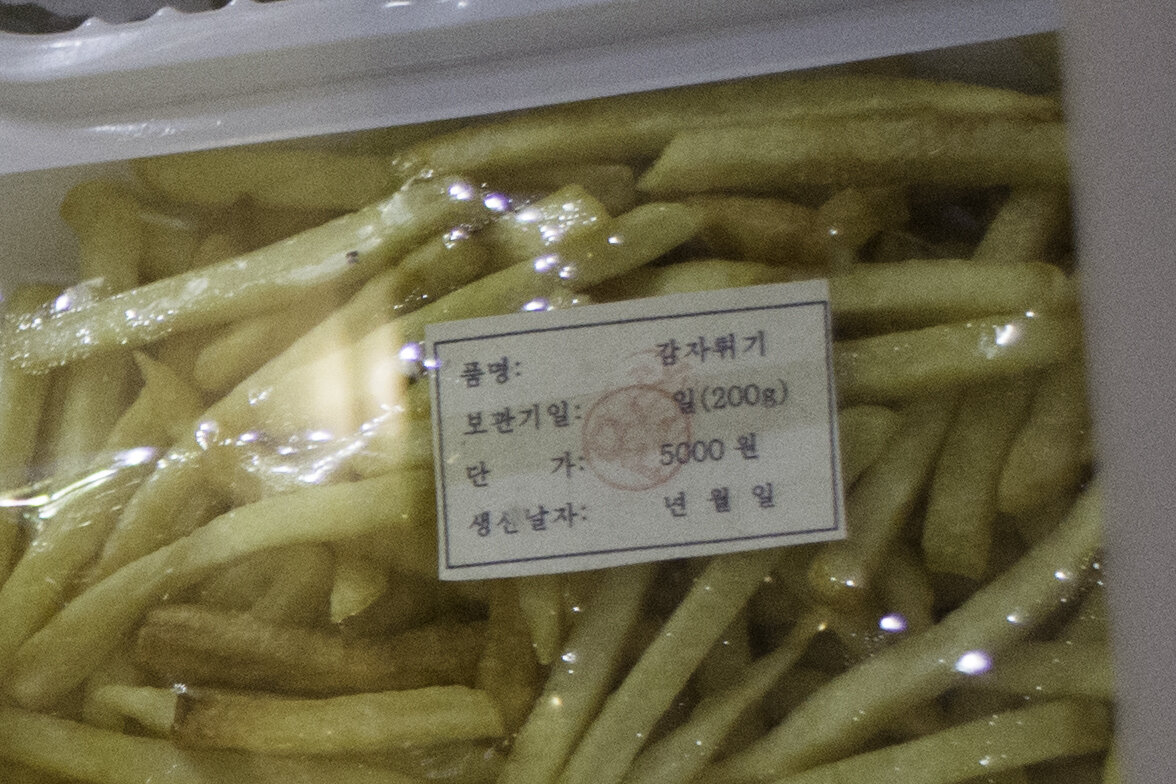 품명: 감자튀기
보관기일: 일(200g)
단 가: 5000 원
생산날자: 년 월 일